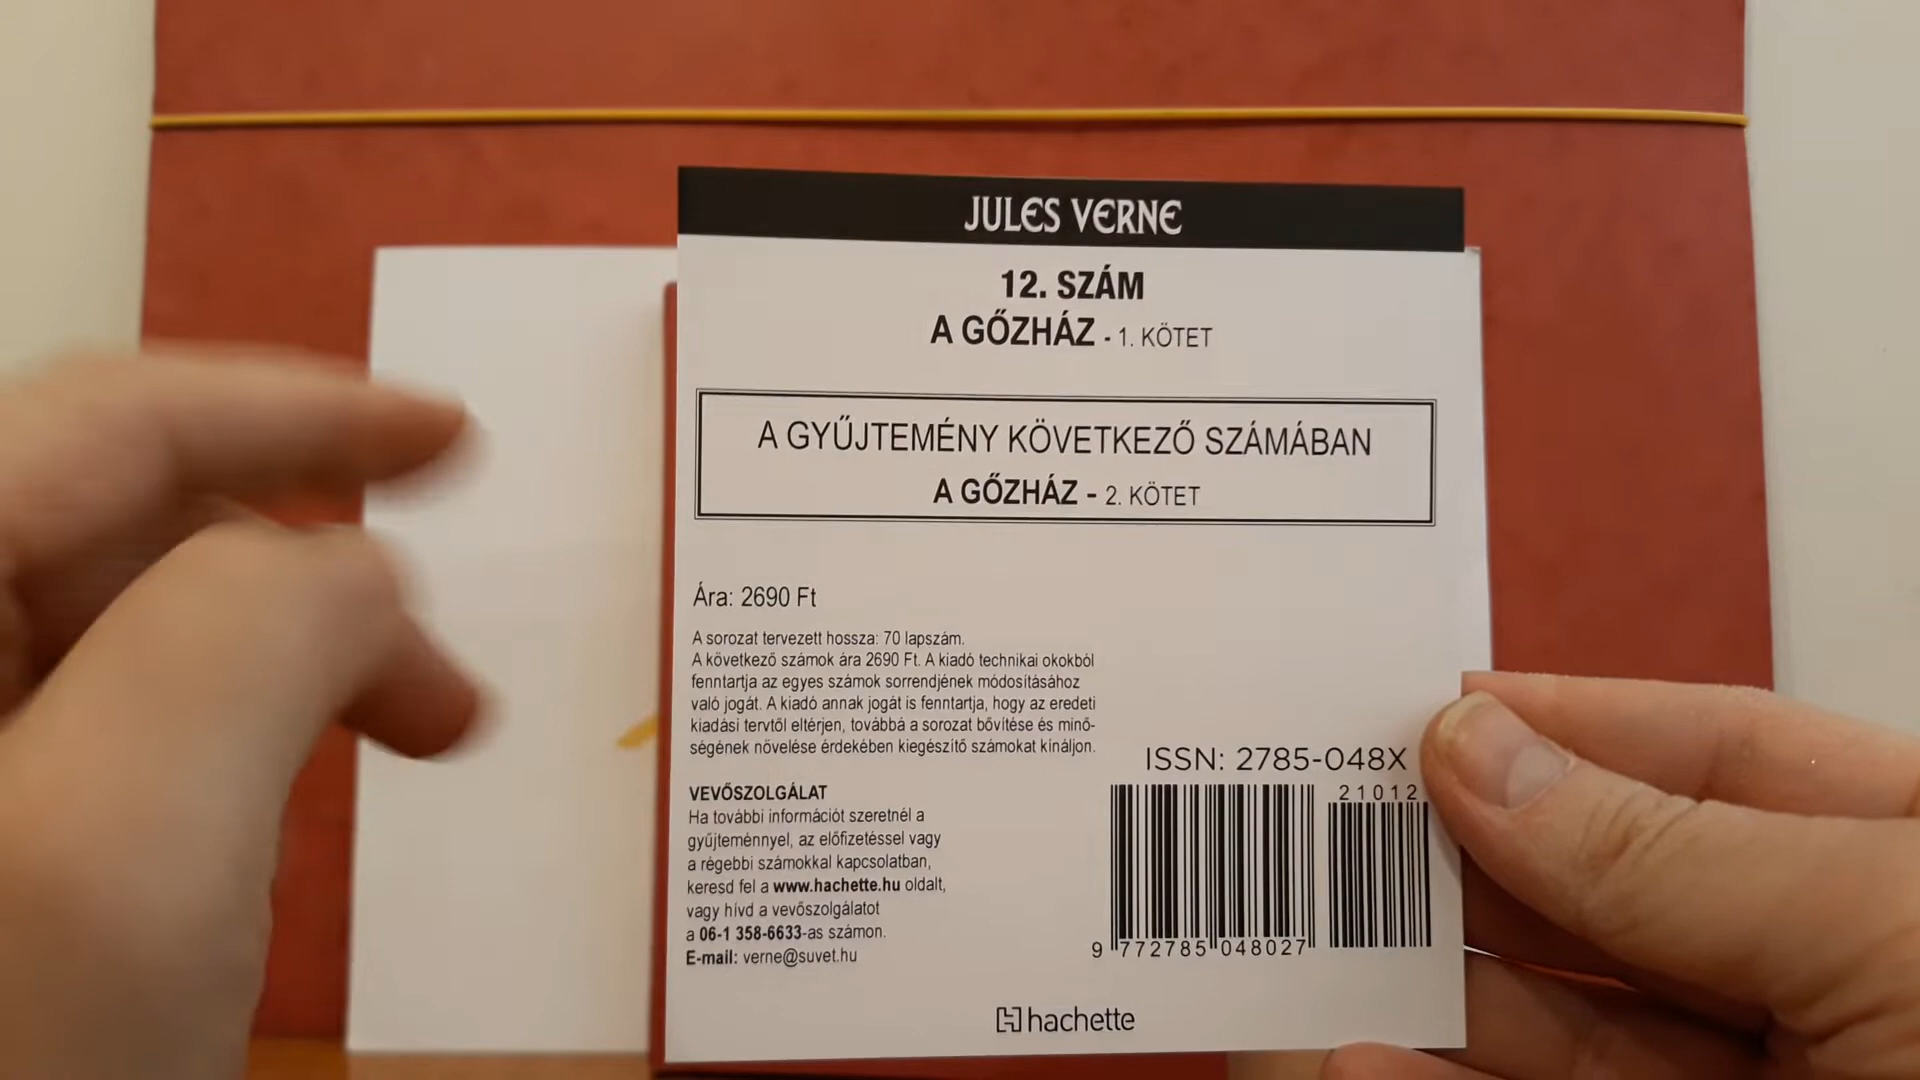 JULES VERNE
12. SZÁM
A GŐZHÁZ - 1. KÖTET
A GYŰJTEMÉNY KÖVETKEZŐ SZÁMÁBAN
A GŐZHÁZ - 2. KÖTET
Ára: 2690 Ft
A sorozat tervezett hossza: 70 lapszám.
A következő számok ára 2690 Ft. A kiadó technikai okokból
fenntartja az egyes számok sorrendjének módosításához
való jogát. A kiadó annak jogát is fenntartja, hogy az eredeti
kiadási tervtől eltérjen, továbbá a sorozat bővítése és minő-
ségének növelése érdekében kiegészítő számokat kínáljon.
VEVŐSZOLGÁLAT
Ha további információt szeretnél a
gyűjteménnyel, az előfizetéssel vagy
a régebbi számokkal kapcsolatban,
keresd fel a www.hachette.hu oldalt,
vagy hívd a vevőszolgálatot
a 06-1 358-6633-as számon.
E-mail: verne@suvet.hu
ISSN: 2785-048X
21012
9 772785 048027
hachette